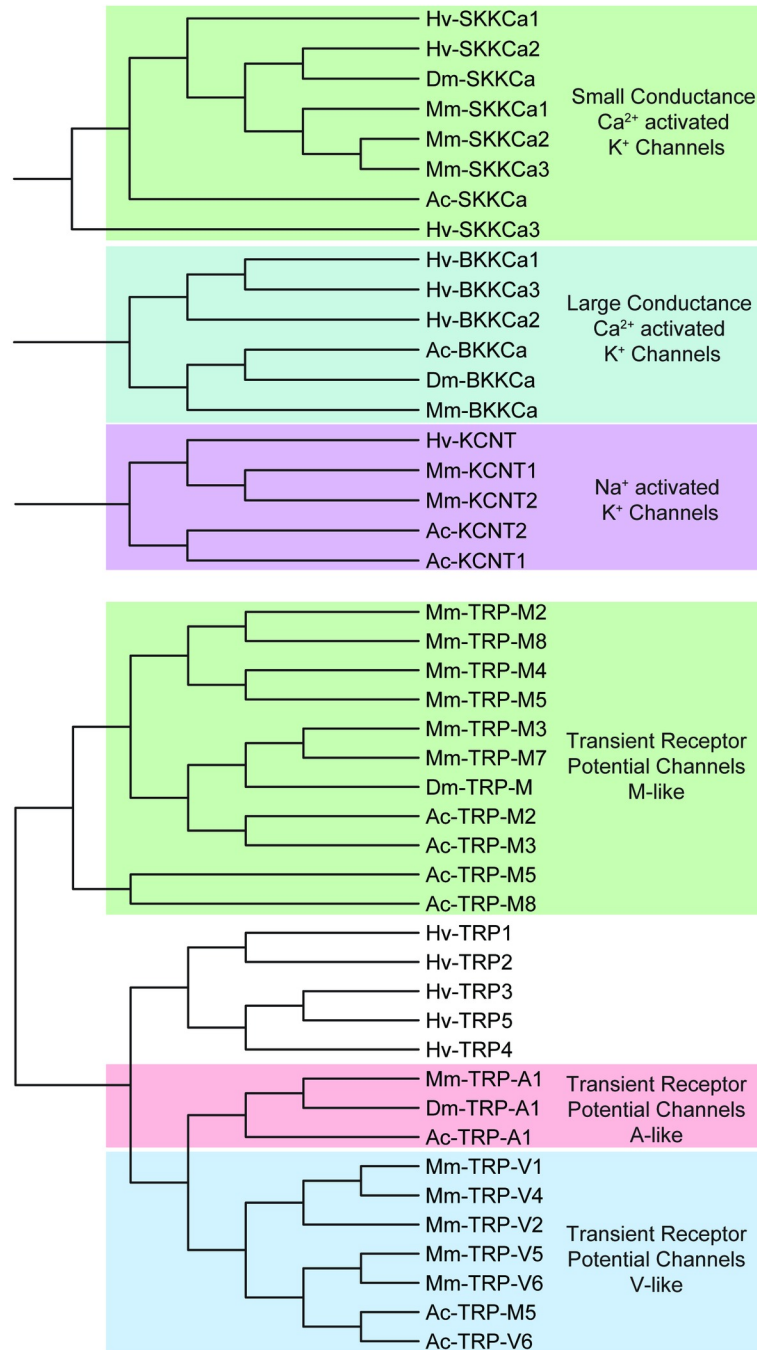 Hv-SKKCa1
Hv-SKKCa2
Dm-SKKCa
Mm-SKKCa1
Mm-SKKCa2
Mm-SKKCa3
Ac-SKKCa
Hv-SKKCa3
Small Conductance
Ca²⁺ activated
K⁺ Channels
Hv-BKKCa1
Hv-BKKCa3
Hv-BKKCa2
Ac-BKKCa
Dm-BKKCa
Mm-BKKCa
Large Conductance
Ca²⁺ activated
K⁺ Channels
Hv-KCNT
Mm-KCNT1
Mm-KCNT2
Ac-KCNT2
Ac-KCNT1
Na⁺ activated
K⁺ Channels
Mm-TRP-M2
Mm-TRP-M8
Mm-TRP-M4
Mm-TRP-M5
Mm-TRP-M3
Mm-TRP-M7
Dm-TRP-M
Ac-TRP-M2
Ac-TRP-M3
Ac-TRP-M5
Ac-TRP-M8
Transient Receptor
Potential Channels
M-like
Hv-TRP1
Hv-TRP2
Hv-TRP3
Hv-TRP5
Hv-TRP4
Mm-TRP-A1
Dm-TRP-A1
Ac-TRP-A1
Transient Receptor
Potential Channels
A-like
Mm-TRP-V1
Mm-TRP-V4
Mm-TRP-V2
Mm-TRP-V5
Mm-TRP-V6
Ac-TRP-M5
Ac-TRP-V6
Transient Receptor
Potential Channels
V-like